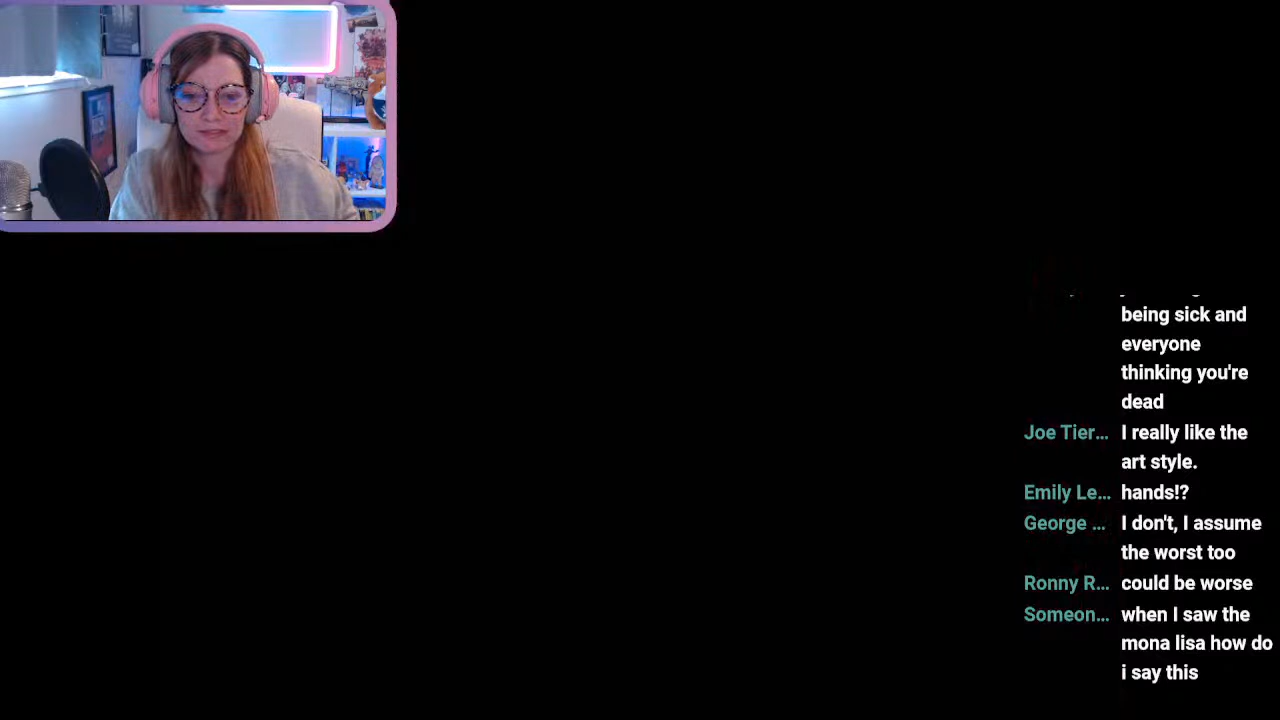 being sick and
everyone
thinking you're
dead
Joe Tier... I really like the
art style.
Emily Le... hands!?
George ... I don't, I assume
the worst too
Ronny R... could be worse
Someon... when I saw the
mona lisa how do
i say this